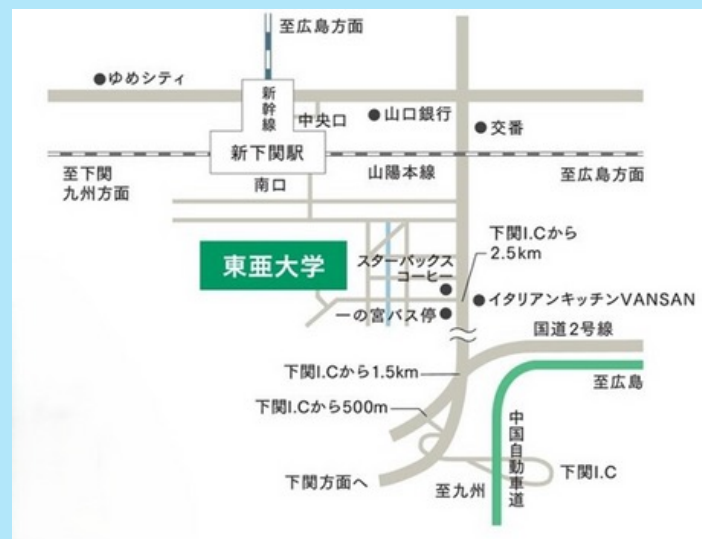 至広島方面
●ゆめシティ
新幹線
中央口
●山口銀行
●交番
新下関駅
至下関
九州方面
南口
山陽本線
至広島方面
東亜大学
下関I.Cから
2.5km
スターバックス
コーヒー
●イタリアンキッチンVANSAN
一の宮バス停
国道2号線
下関I.Cから1.5km
至広島
下関I.Cから500m
中国自動車道
下関方面へ
至九州
下関I.C